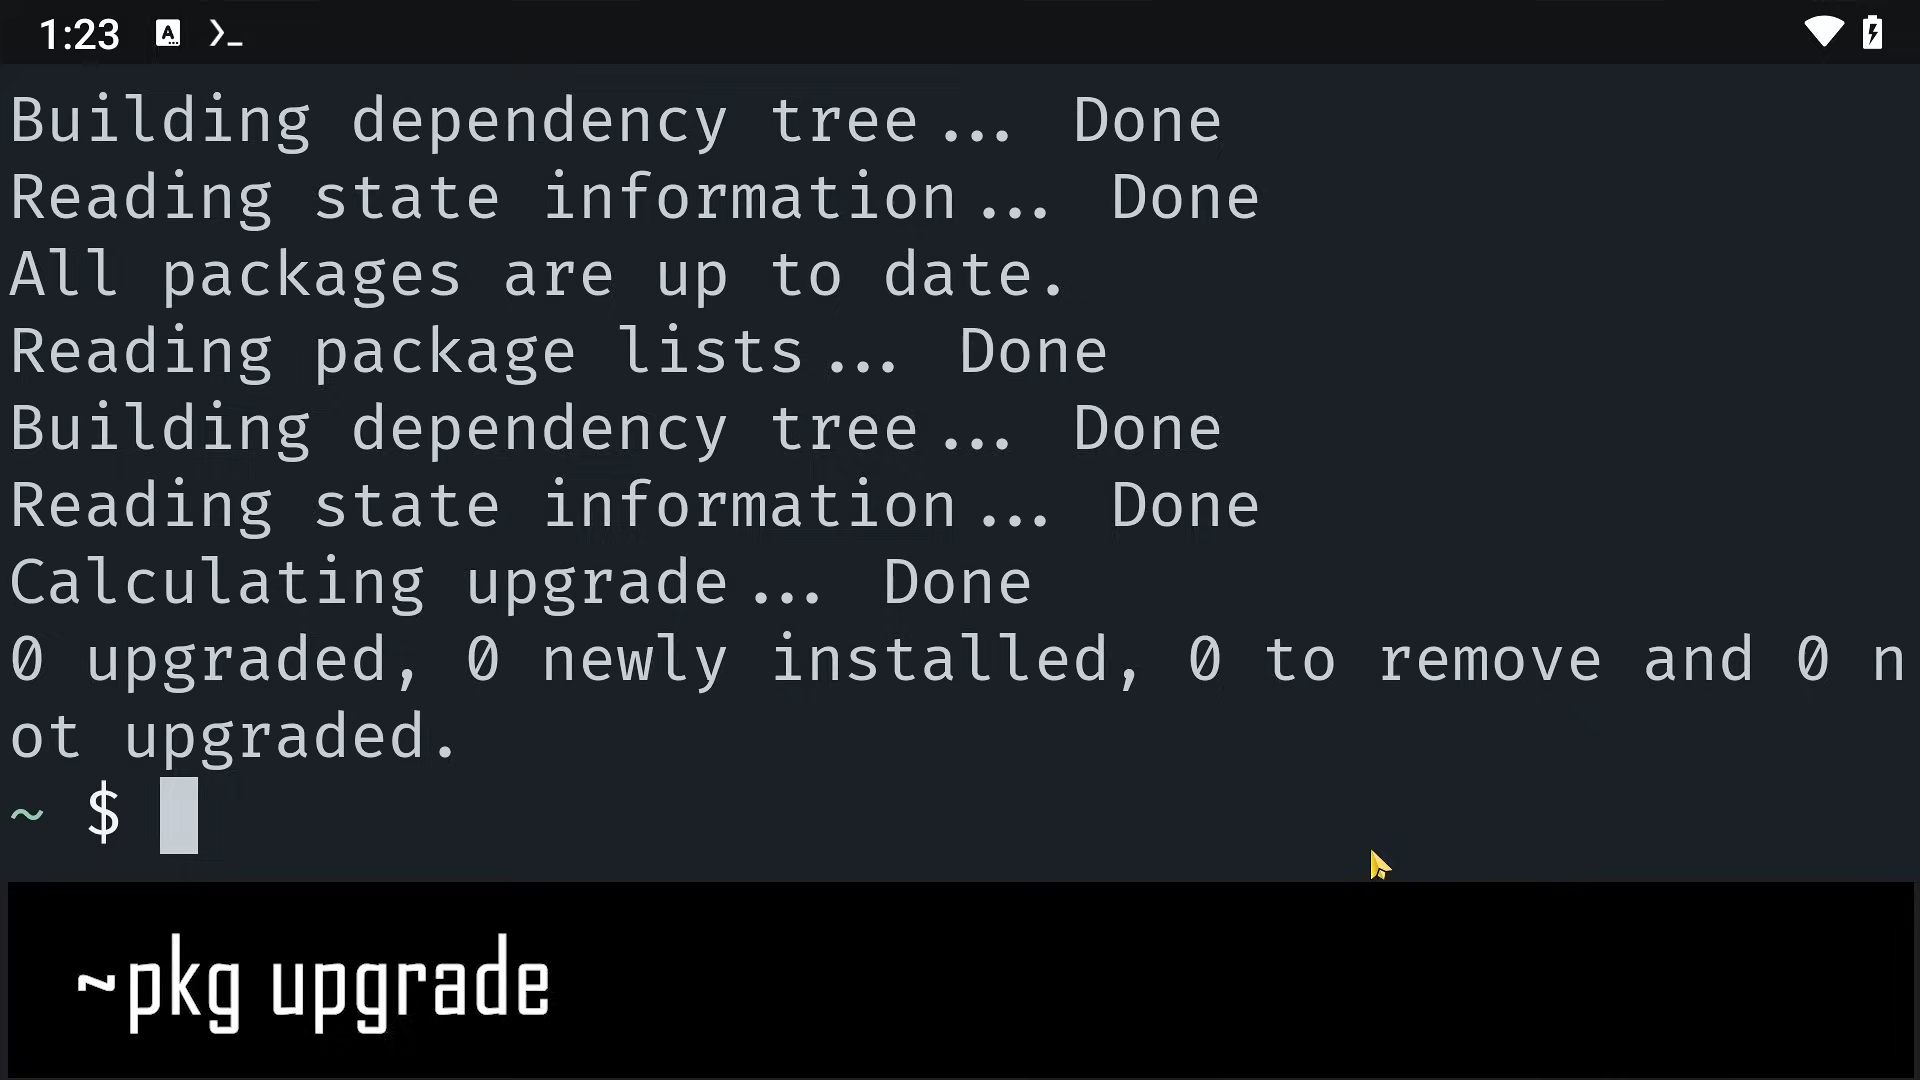 1:23 A >_
Building dependency tree... Done
Reading state information... Done
All packages are up to date.
Reading package lists... Done
Building dependency tree... Done
Reading state information... Done
Calculating upgrade... Done
0 upgraded, 0 newly installed, 0 to remove and 0 n
ot upgraded.
~ $
~pkg upgrade